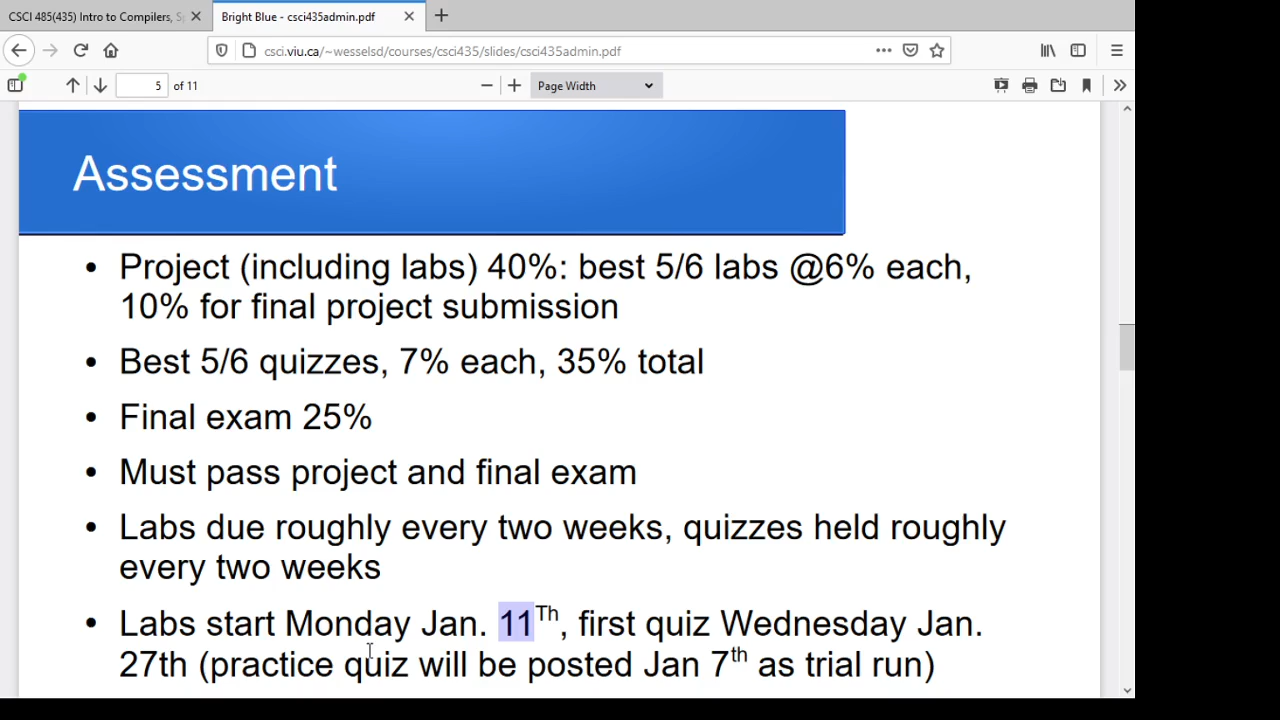 CSCI 485(435) Intro to Compilers, Sp
Bright Blue - csci435admin.pdf
csci.viu.ca/~wesselsd/courses/csci435/slides/csci435admin.pdf
5 of 11
Page Width
Assessment
• Project (including labs) 40%: best 5/6 labs @6% each,
10% for final project submission
• Best 5/6 quizzes, 7% each, 35% total
• Final exam 25%
• Must pass project and final exam
• Labs due roughly every two weeks, quizzes held roughly
every two weeks
• Labs start Monday Jan. 11Th, first quiz Wednesday Jan.
27th (practice quiz will be posted Jan 7th as trial run)